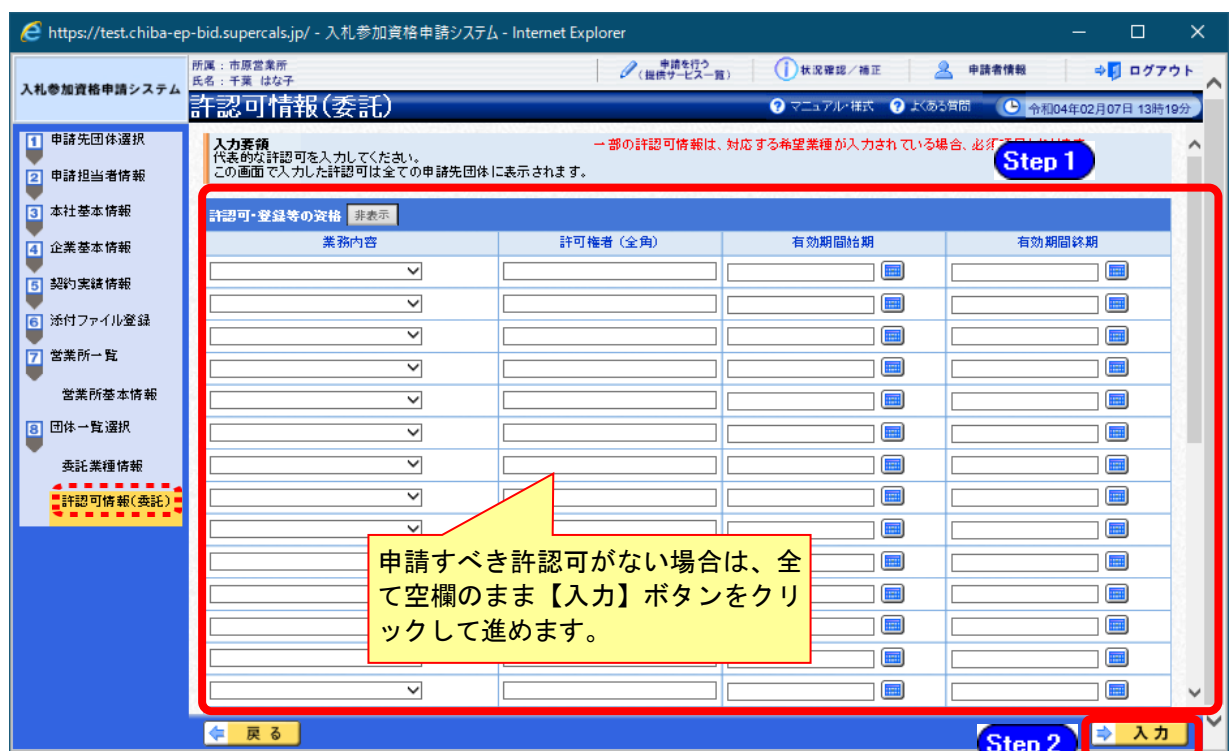 https://test.chiba-ep-bid.supercals.jp/ - 入札参加資格申請システム - Internet Explorer
入札参加資格申請システム
所属：市原営業所
氏名：千葉 はな子
申請を行う
(提供サービス一覧)
状況確認／補正
申請者情報
ログアウト
許認可情報(委託)
マニュアル・様式
よくある質問
令和04年02月07日 13時19分
1 申請先団体選択
2 申請担当者情報
3 本社基本情報
4 企業基本情報
5 契約実績情報
6 添付ファイル登録
7 営業所一覧
営業所基本情報
8 団体一覧選択
委託業種情報
許認可情報(委託)
入力要領
代表的な許認可を入力してください。
この画面で入力した許認可は全ての申請先団体に表示されます。
一部の許認可情報は、対応する希望業種が入力されている場合、必須
Step 1
許認可・登録等の資格 非表示
業務内容 許可権者（全角） 有効期間始期 有効期間終期
申請すべき許認可がない場合は、全
て空欄のまま【入力】ボタンをクリ
ックして進めます。
戻る
Step 2
入力